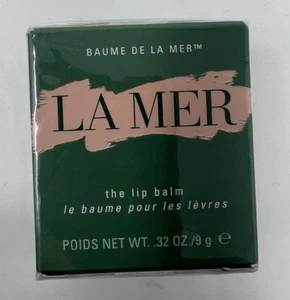 BAUME DE LA MER™
LA MER
the lip balm
le baume pour les lèvres
POIDS NET WT. .32 OZ./9 g ℮